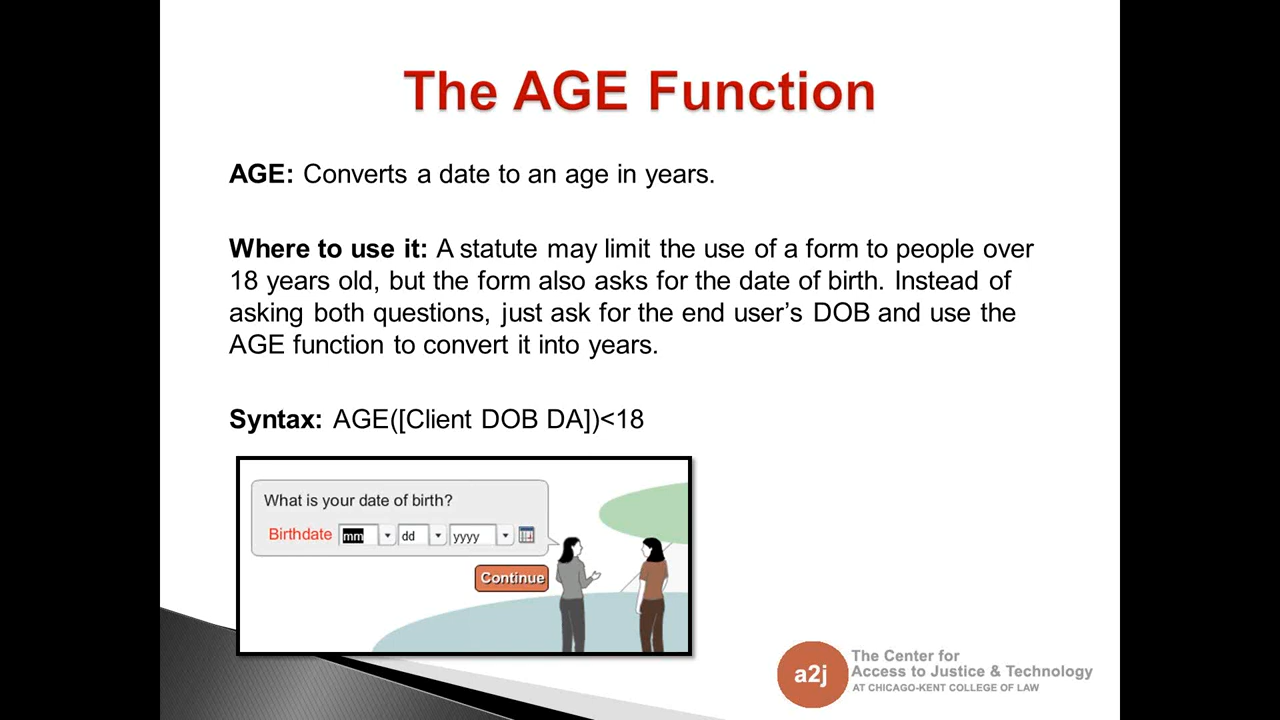 The AGE Function
AGE: Converts a date to an age in years.
Where to use it: A statute may limit the use of a form to people over
18 years old, but the form also asks for the date of birth. Instead of
asking both questions, just ask for the end user’s DOB and use the
AGE function to convert it into years.
Syntax: AGE([Client DOB DA])<18
What is your date of birth?
Birthdate mm dd yyyy
Continue
a2j
The Center for
Access to Justice & Technology
AT CHICAGO-KENT COLLEGE OF LAW